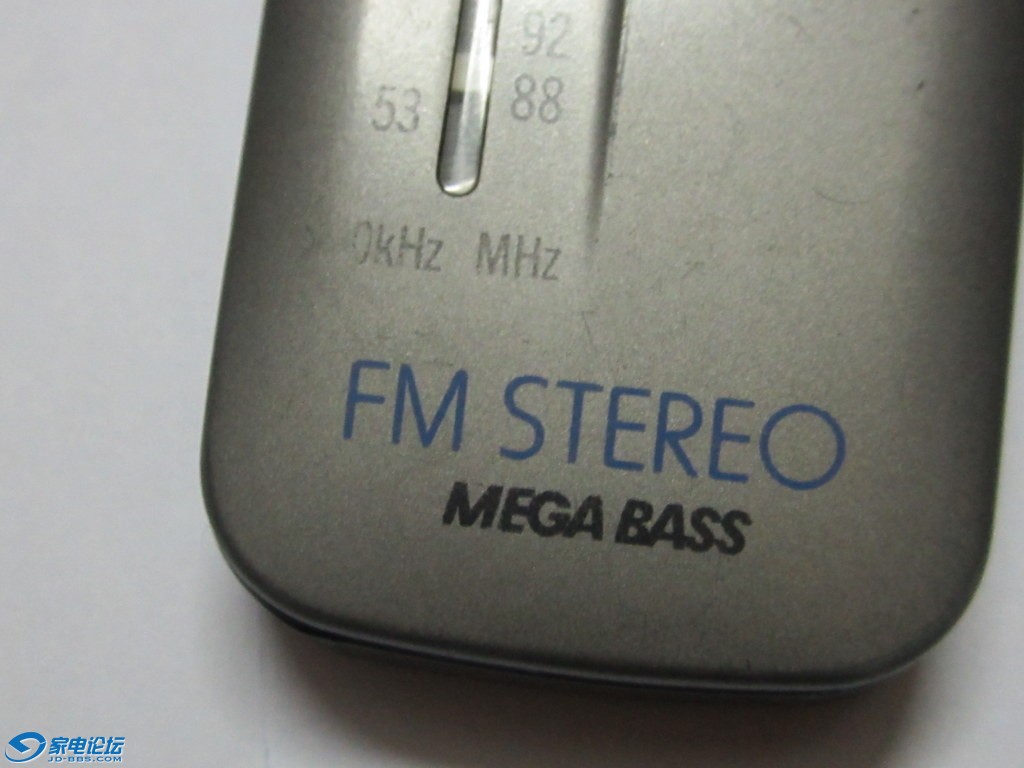 92
53 88
0kHz MHz
FM STEREO
MEGA BASS
家电论坛
JD-BBS.COM